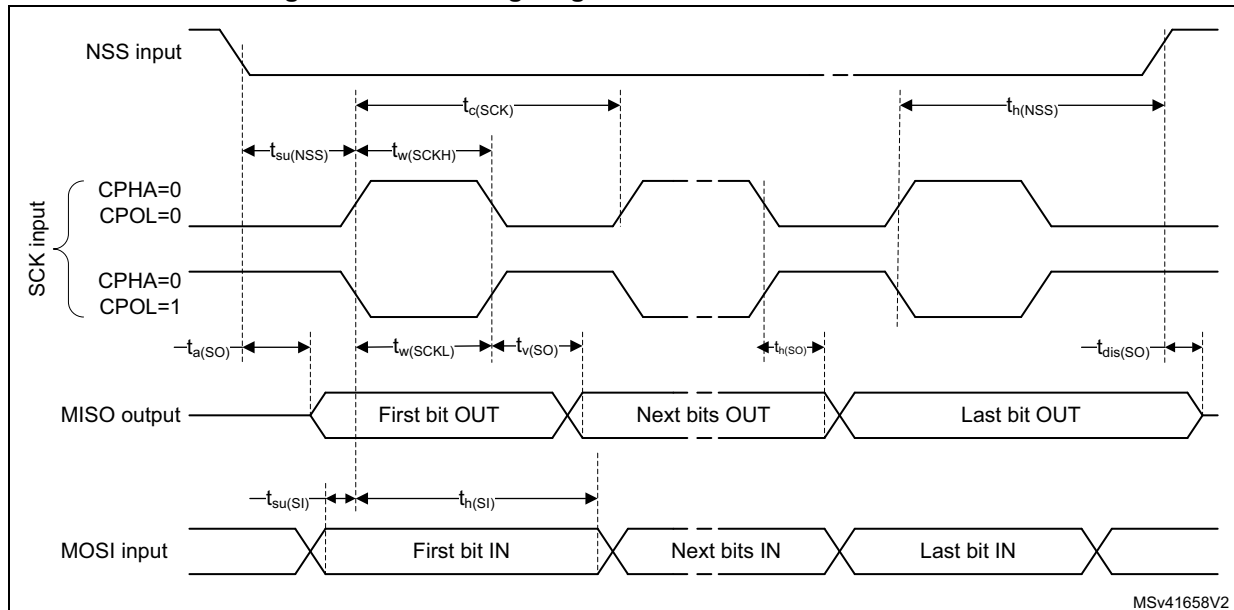 NSS input
tc(SCK)
th(NSS)
tsu(NSS)
tw(SCKH)
SCK input
CPHA=0
CPOL=0
CPHA=0
CPOL=1
ta(SO)
tw(SCKL)
tv(SO)
th(SO)
tdis(SO)
MISO output
First bit OUT
Next bits OUT
Last bit OUT
tsu(SI)
th(SI)
MOSI input
First bit IN
Next bits IN
Last bit IN
MSv41658V2